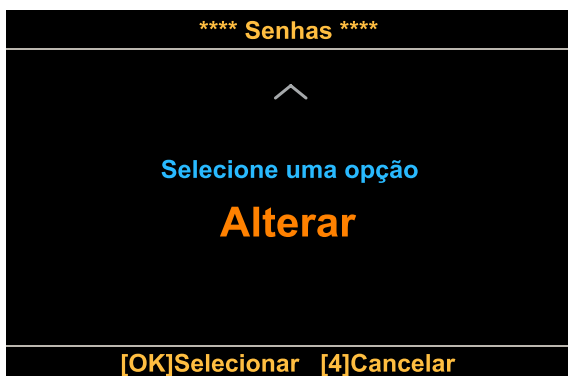 **** Senhas ****
Selecione uma opção
Alterar
[OK]Selecionar [4]Cancelar